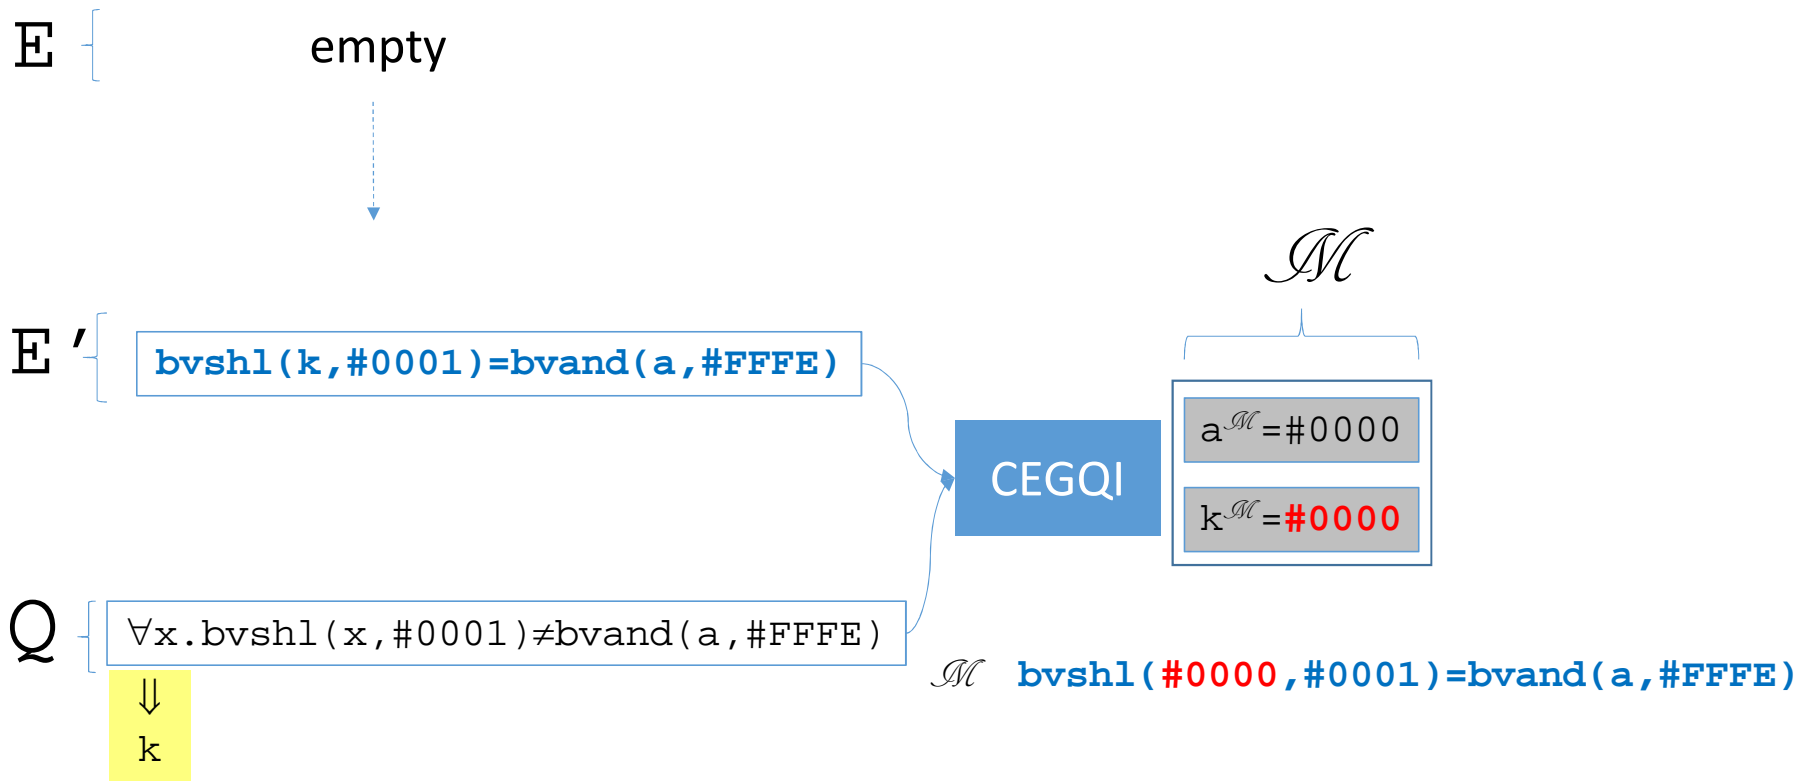 E
empty
ℳ
E'
bvshl(k,#0001)=bvand(a,#FFFE)
aℳ=#0000
CEGQI
kℳ=#0000
Q
∀x.bvshl(x,#0001)≠bvand(a,#FFFE)
ℳ bvshl(#0000,#0001)=bvand(a,#FFFE)
⇓
k